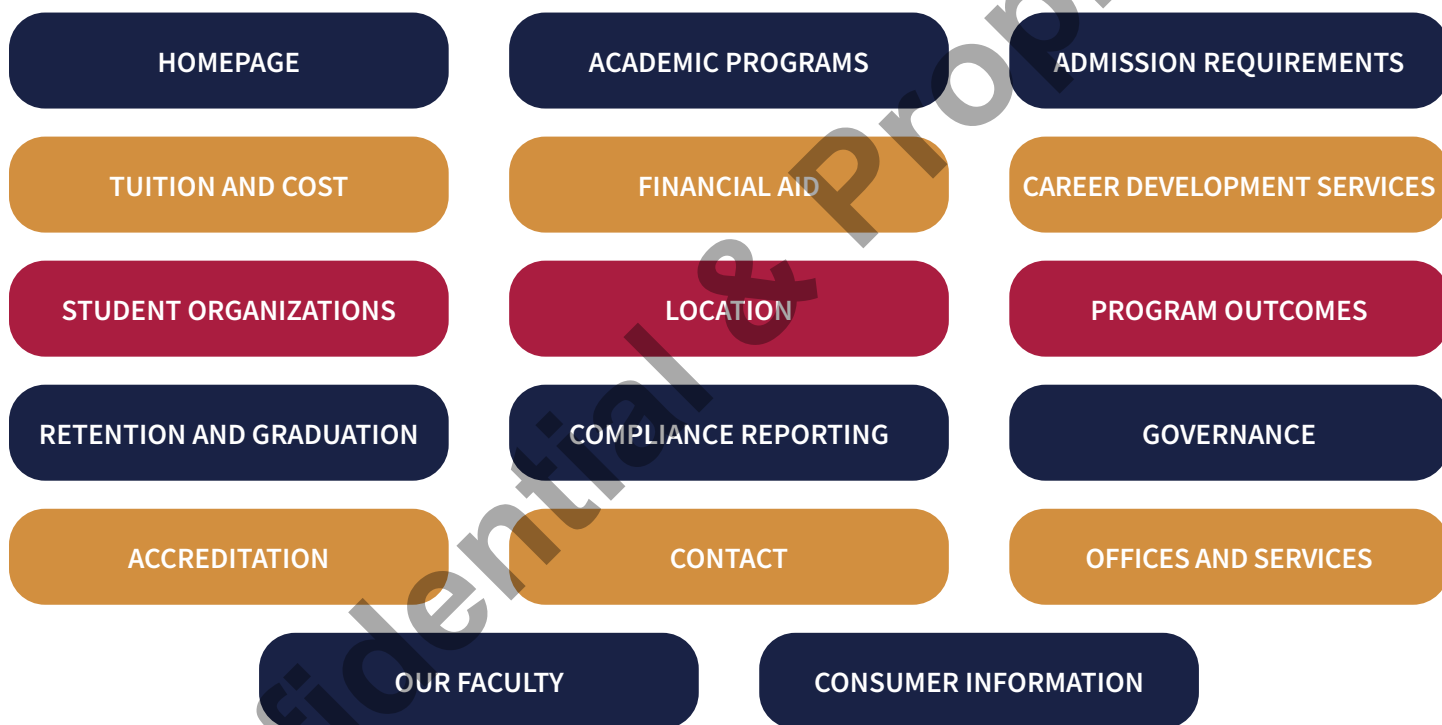 HOMEPAGE
ACADEMIC PROGRAMS
ADMISSION REQUIREMENTS
TUITION AND COST
FINANCIAL AID
CAREER DEVELOPMENT SERVICES
STUDENT ORGANIZATIONS
LOCATION
PROGRAM OUTCOMES
RETENTION AND GRADUATION
COMPLIANCE REPORTING
GOVERNANCE
ACCREDITATION
CONTACT
OFFICES AND SERVICES
OUR FACULTY
CONSUMER INFORMATION
fidential & Prop